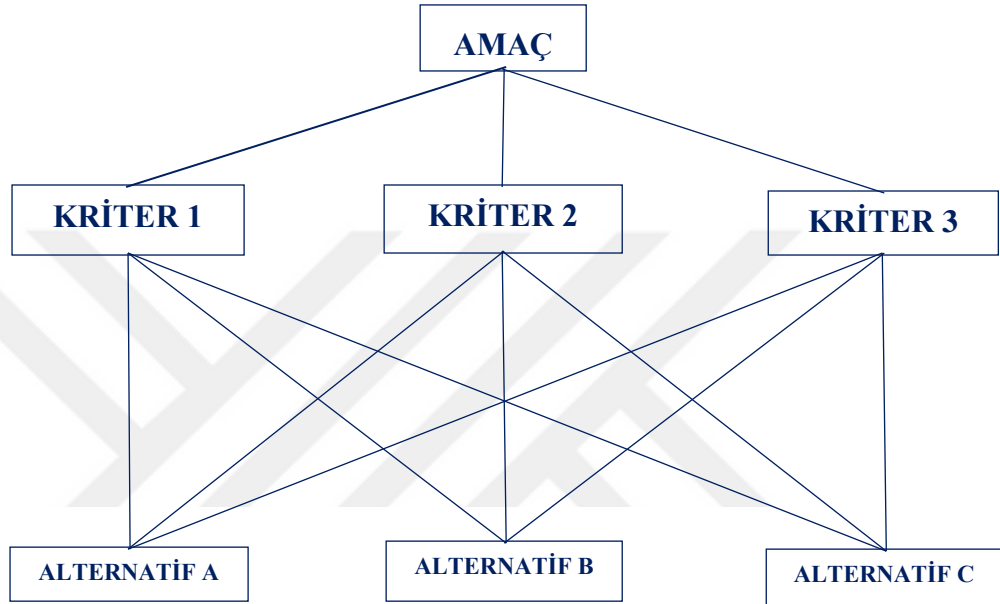 AMAÇ
KRİTER 1
KRİTER 2
KRİTER 3
ALTERNATİF A
ALTERNATİF B
ALTERNATİF C